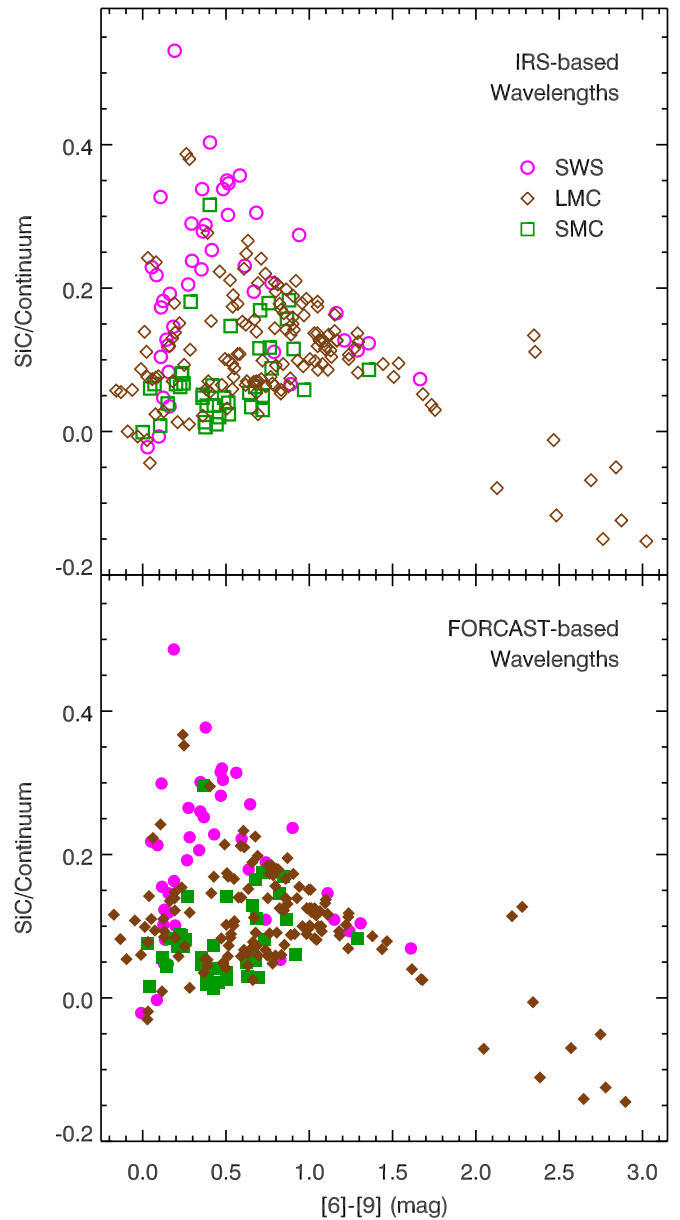 IRS-based
Wavelengths
SWS
LMC
SMC
0.4
0.2
0.0
-0.2
SiC/Continuum
FORCAST-based
Wavelengths
0.4
0.2
0.0
-0.2
SiC/Continuum
0.0 0.5 1.0 1.5 2.0 2.5 3.0
[6]-[9] (mag)